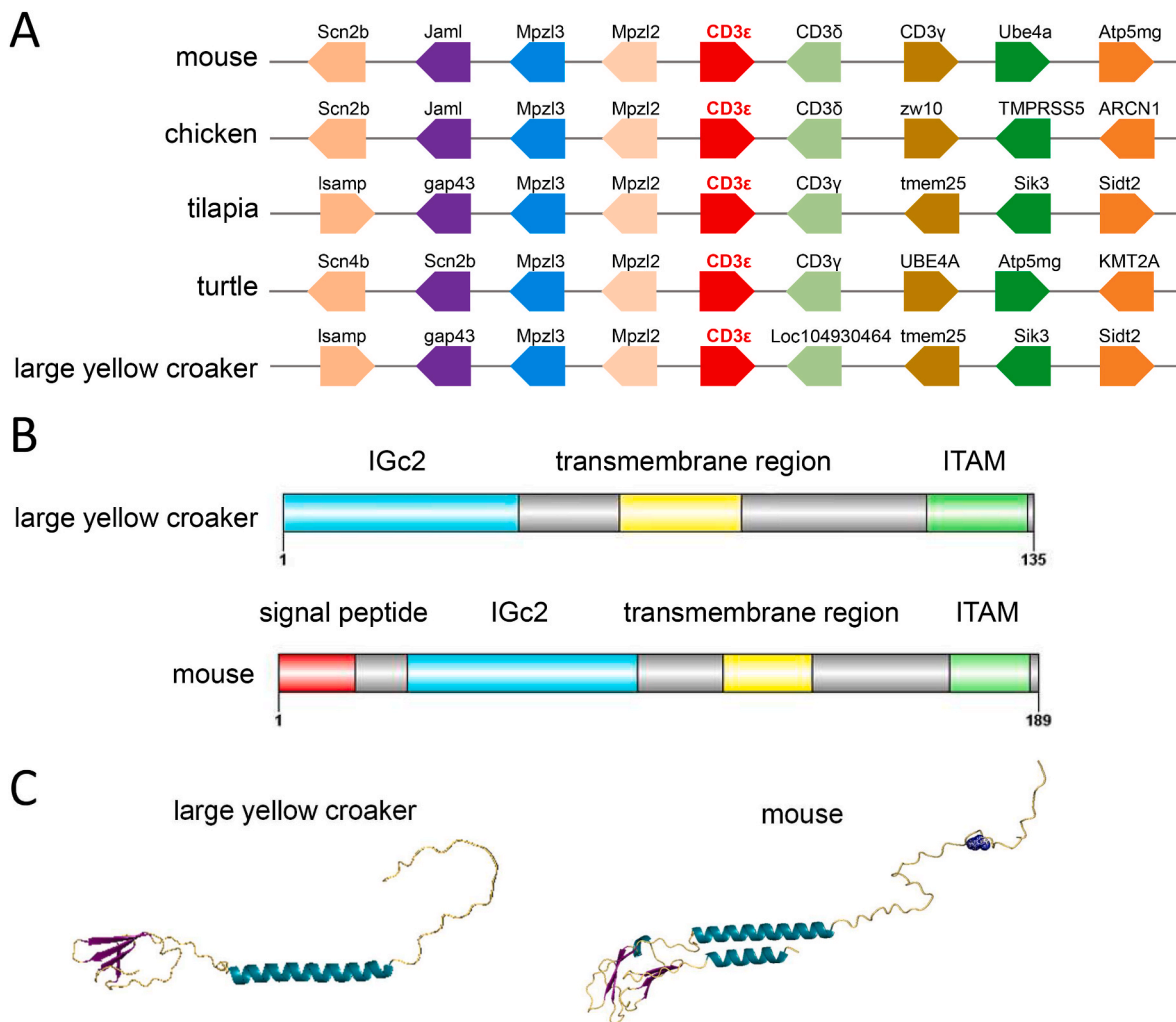 A
Scn2b Jaml Mpzl3 Mpzl2 CD3ε CD3δ CD3γ Ube4a Atp5mg
mouse
Scn2b Jaml Mpzl3 Mpzl2 CD3ε CD3δ zw10 TMPRSS5 ARCN1
chicken
lsamp gap43 Mpzl3 Mpzl2 CD3ε CD3γ tmem25 Sik3 Sidt2
tilapia
Scn4b Scn2b Mpzl3 Mpzl2 CD3ε CD3γ UBE4A Atp5mg KMT2A
turtle
lsamp gap43 Mpzl3 Mpzl2 CD3ε Loc104930464 tmem25 Sik3 Sidt2
large yellow croaker
B
IGc2 transmembrane region ITAM
large yellow croaker
1 135
signal peptide IGc2 transmembrane region ITAM
mouse
1 189
C
large yellow croaker mouse